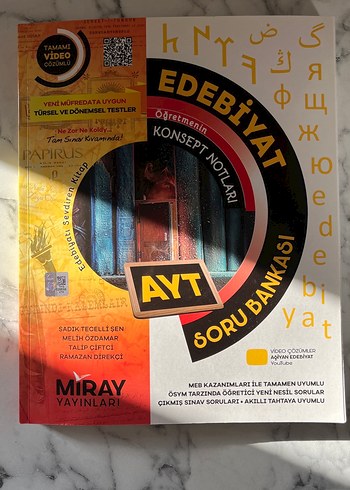 TAMAMI
VİDEO
ÇÖZÜMLÜ
YENİ MÜFREDATA UYGUN
TÜRSEL VE DÖNEMSEL TESTLER
Ne Zor Ne Kolay...
Tam Sınav Kıvamında!
PAPIRUS
Edebiyatı Sevdiren Kitap
EDEBİYAT
Öğretmenin
KONSEPT NOTLARI
AYT
SORU BANKASI
ض
گ
ك
Я
ф
Щ
Ж
Ю
e
d
e
b
i
y
a
t
SADIK TECELLİ ŞEN
MELİH ÖZDAMAR
TALİP ÇİFTCİ
RAMAZAN DİREKÇİ
MİRAY
YAYINLARI
VİDEO ÇÖZÜMLER
AŞİYAN EDEBİYAT
YouTube
MEB KAZANIMLARI İLE TAMAMEN UYUMLU
ÖSYM TARZINDA ÖĞRETİCİ YENİ NESİL SORULAR
ÇIKMIŞ SINAV SORULARI • AKILLI TAHTAYA UYUMLU